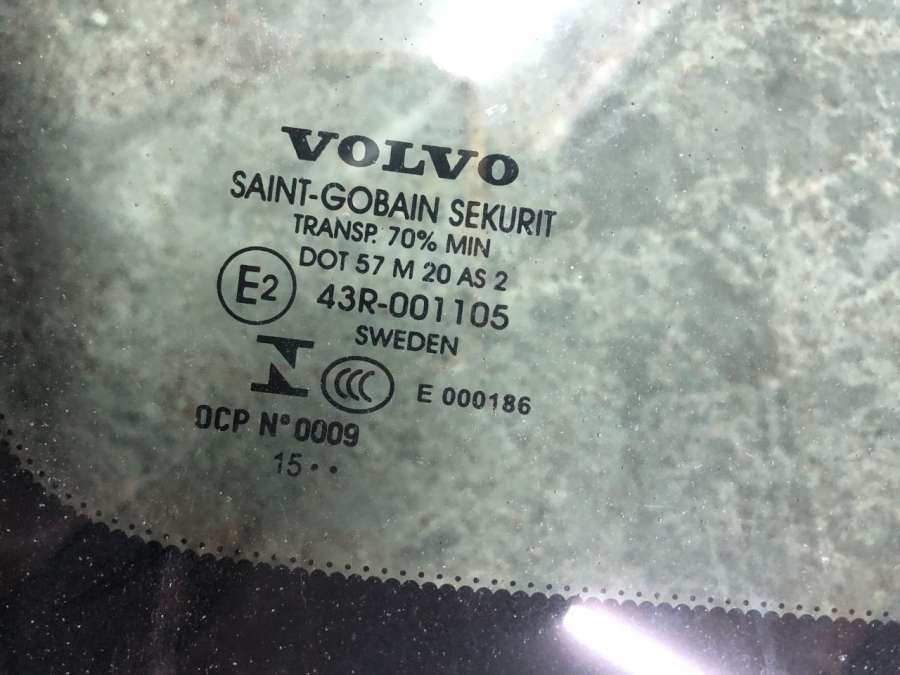 VOLVO
SAINT-GOBAIN SEKURIT
TRANSP. 70% MIN
DOT 57 M 20 AS 2
E2 43R-001105
SWEDEN
CCC E 000186
OCP N° 0009
15 • •